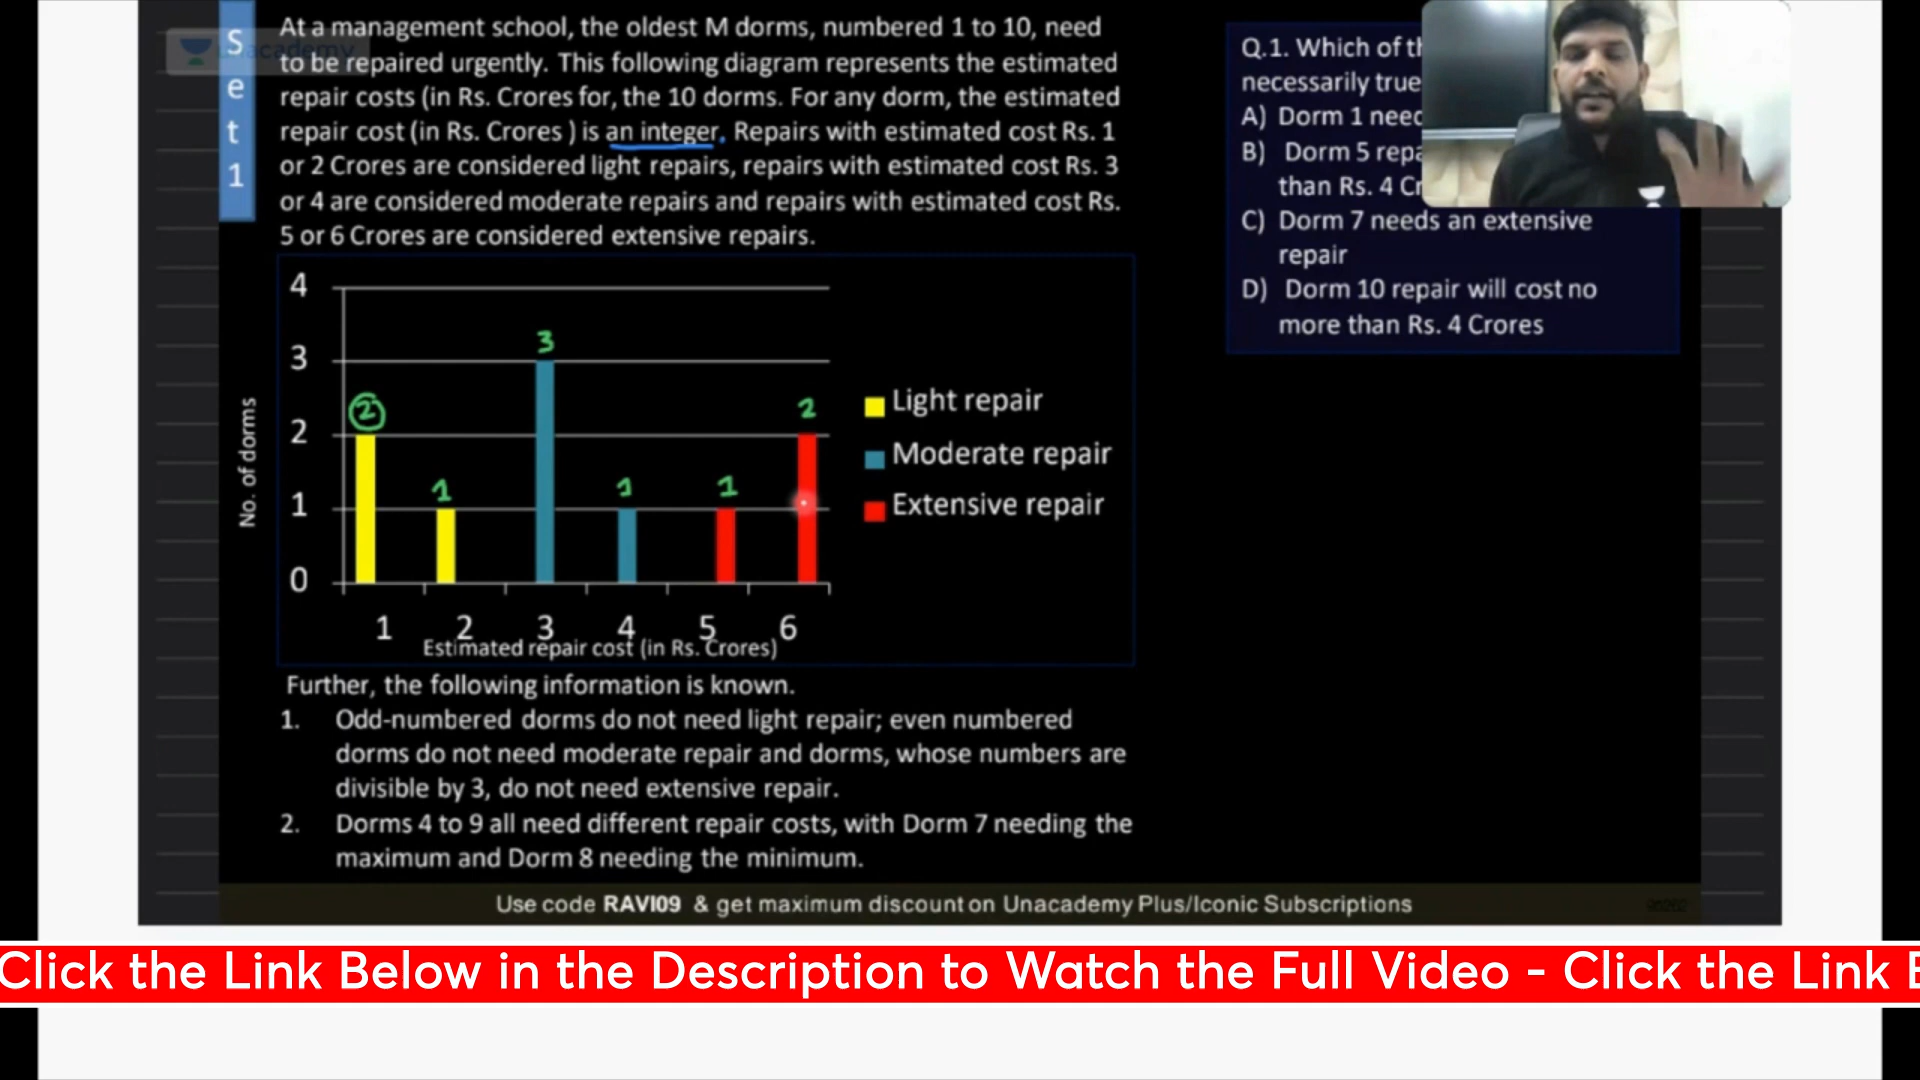 S
e
t
1
unacademy
At a management school, the oldest M dorms, numbered 1 to 10, need
to be repaired urgently. This following diagram represents the estimated
repair costs (in Rs. Crores for, the 10 dorms. For any dorm, the estimated
repair cost (in Rs. Crores ) is an integer. Repairs with estimated cost Rs. 1
or 2 Crores are considered light repairs, repairs with estimated cost Rs. 3
or 4 are considered moderate repairs and repairs with estimated cost Rs.
5 or 6 Crores are considered extensive repairs.
4
3
2
1
0
No. of dorms
2
1
3
1
1
2
Light repair
Moderate repair
Extensive repair
1 2 3 4 5 6
Estimated repair cost (in Rs. Crores)
Further, the following information is known.
1. Odd-numbered dorms do not need light repair; even numbered
dorms do not need moderate repair and dorms, whose numbers are
divisible by 3, do not need extensive repair.
2. Dorms 4 to 9 all need different repair costs, with Dorm 7 needing the
maximum and Dorm 8 needing the minimum.
Q.1. Which of
necessarily true
A) Dorm 1
B) Dorm 5
than Rs. 4
C) Dorm 7 needs an extensive
repair
D) Dorm 10 repair will cost no
more than Rs. 4 Crores
Use code RAVI09 & get maximum discount on Unacademy Plus/Iconic Subscriptions
Click the Link Below in the Description to Watch the Full Video - Click the Link